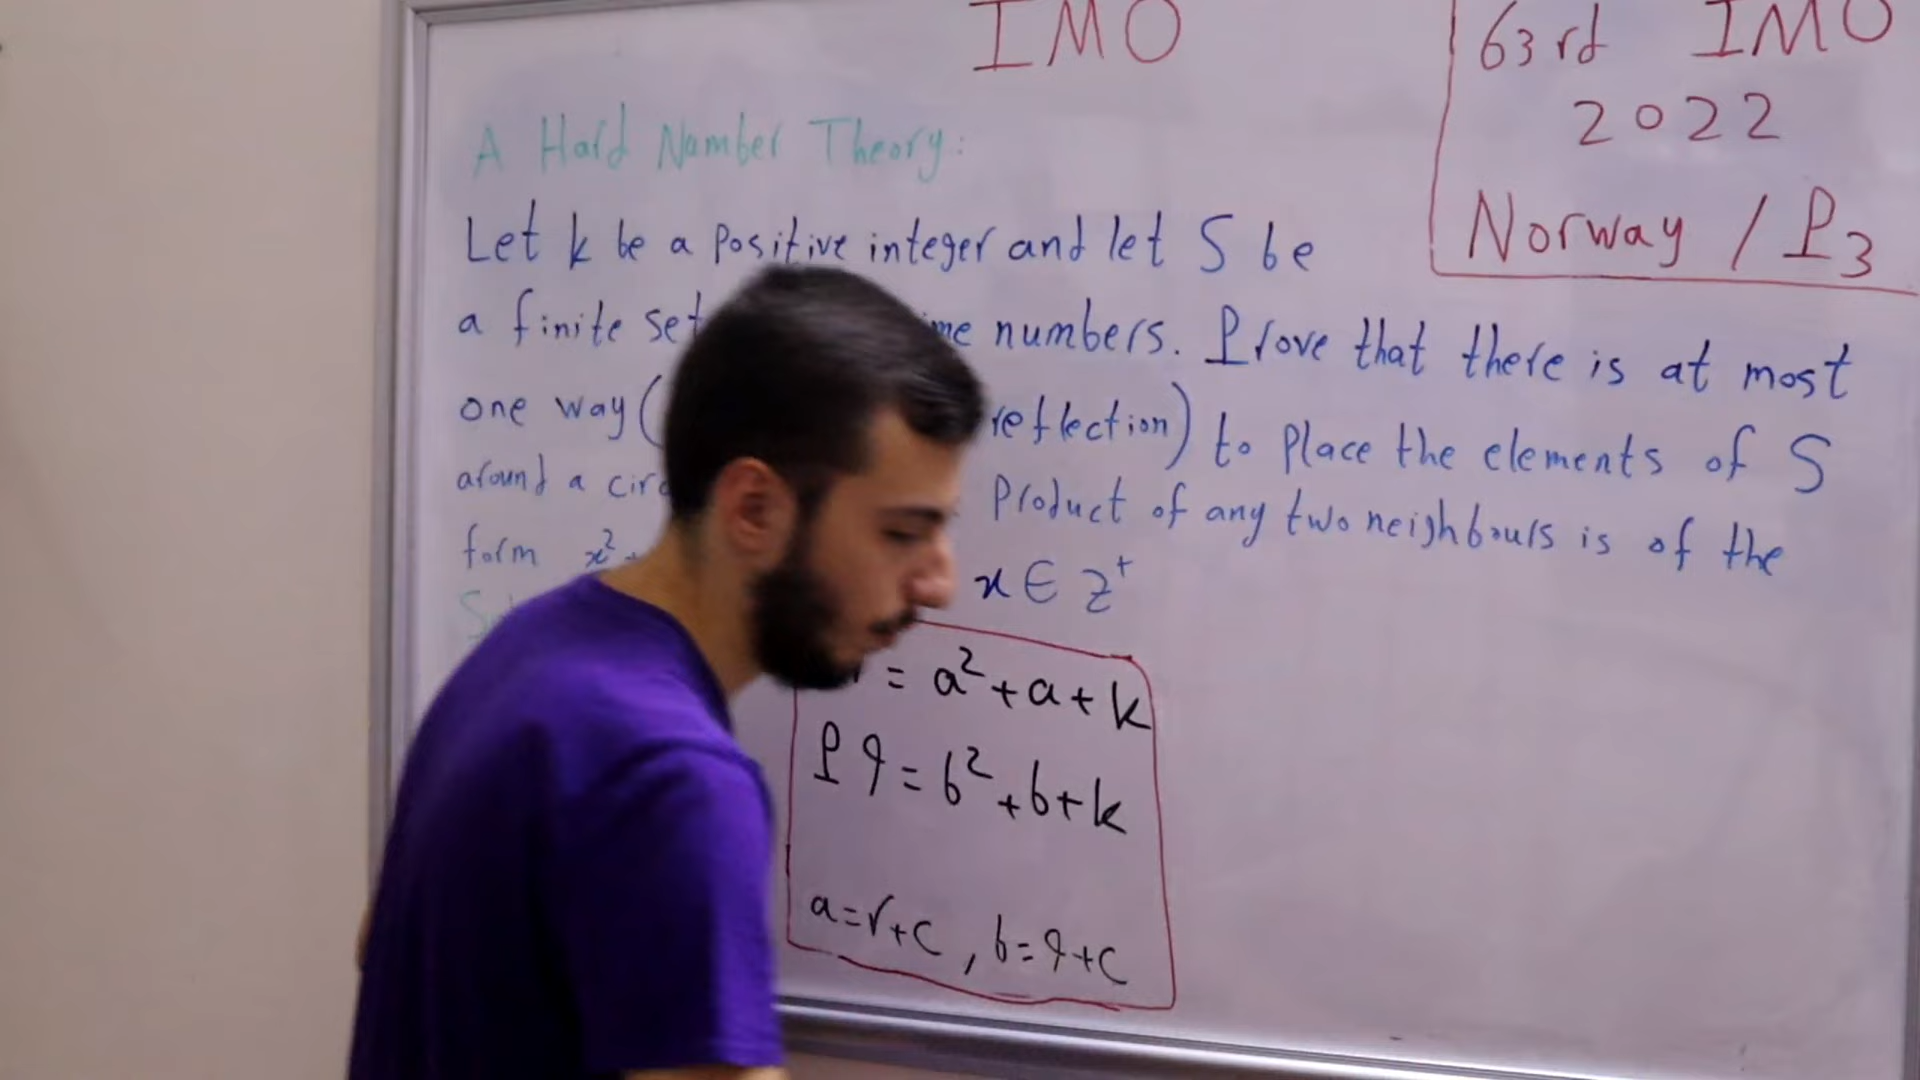 IMO
63rd IMO
2022
Norway / P3
A Hard Number Theory:
Let k be a positive integer and let S be
a finite set numbers. Prove that there is at most
one way ( reflection) to place the elements of S
around a product of any two neighbours is of the
form x² x ∈ Z⁺
= a² + a + k
P q = b² + b + k
a = r + c , b = q + c